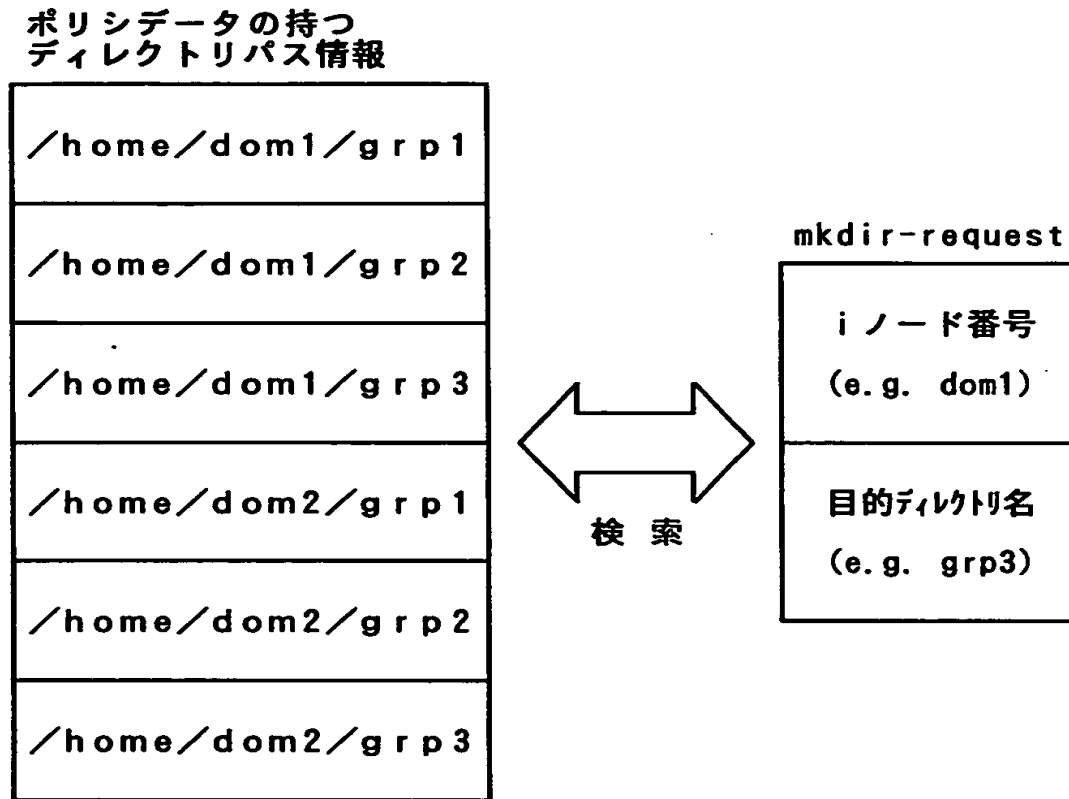 ポリシデータの持つ
ディレクトリパス情報
／home／dom1／grp1
／home／dom1／grp2
／home／dom1／grp3
／home／dom2／grp1
／home／dom2／grp2
／home／dom2／grp3
検索
mkdir-request
iノード番号
(e.g. dom1)
目的ディレクトリ名
(e.g. grp3)